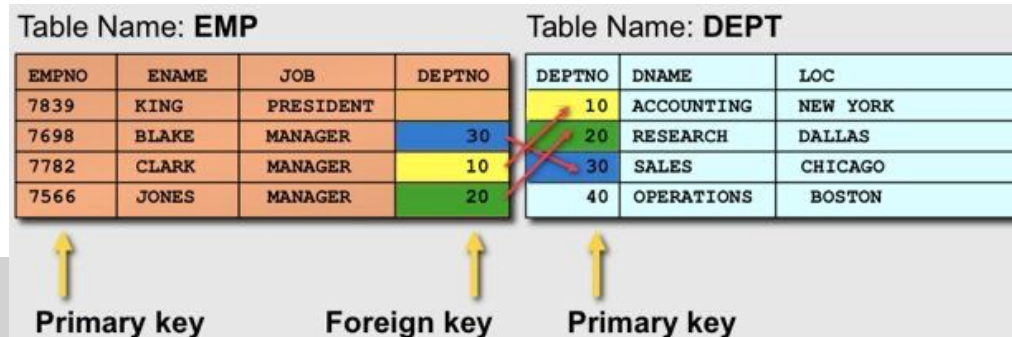 Table Name: EMP
Table Name: DEPT
EMPNO ENAME JOB DEPTNO
7839 KING PRESIDENT
7698 BLAKE MANAGER 30
7782 CLARK MANAGER 10
7566 JONES MANAGER 20
DEPTNO DNAME LOC
10 ACCOUNTING NEW YORK
20 RESEARCH DALLAS
30 SALES CHICAGO
40 OPERATIONS BOSTON
Primary key
Foreign key
Primary key